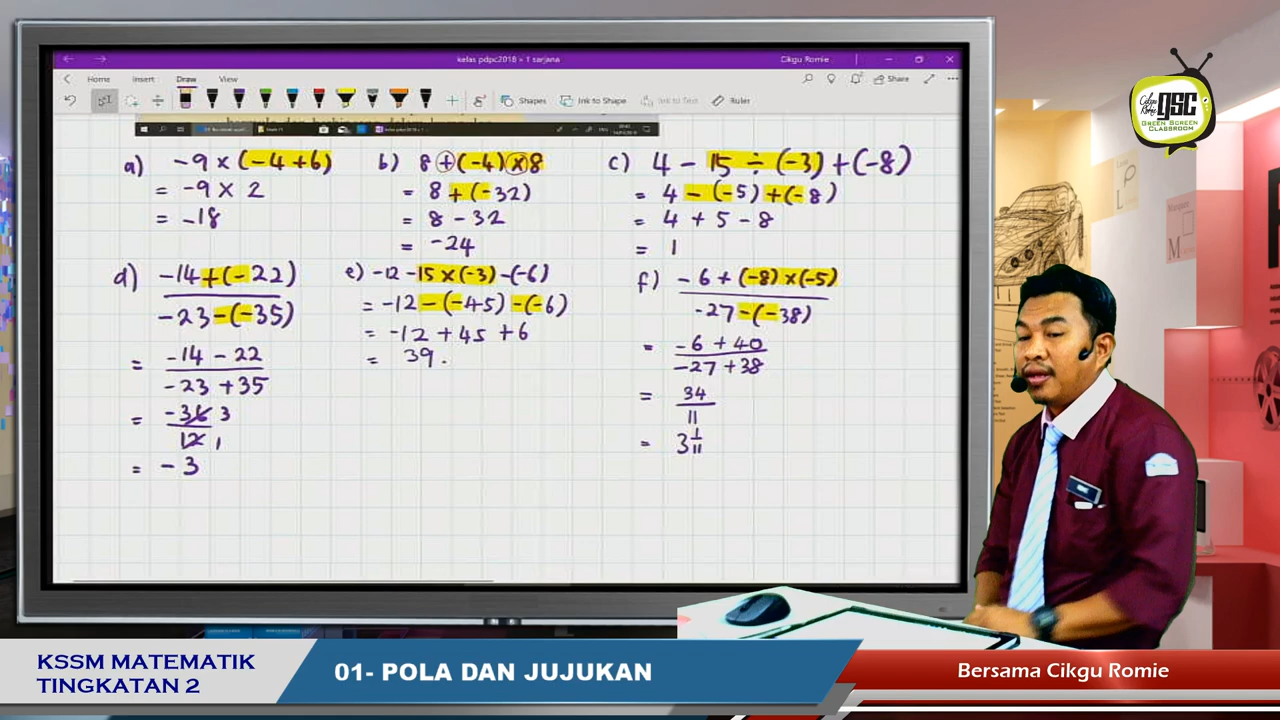 kelas pdpc2018 » 1 sarjana
Cikgu Romie
Home Insert Draw View
Share
Shapes Ink to Shape Ink to Text Ruler
a) -9 × (-4+6)
= -9 × 2
= -18
b) 8 + (-4) × 8
= 8 + (-32)
= 8 - 32
= -24
c) 4 - 15 ÷ (-3) + (-8)
= 4 - (-5) + (-8)
= 4 + 5 - 8
= 1
d) -14 + (-22)
-23 - (-35)
= -14 - 22
-23 + 35
= -36 3
12 1
= -3
e) -12 - 15 × (-3) - (-6)
= -12 - (-45) - (-6)
= -12 + 45 + 6
= 39.
f) -6 + (-8) × (-5)
-27 - (-38)
= -6 + 40
-27 + 38
= 34
11
= 3 1/11
Cikgu Romie
gsc
GREEN SCREEN
CLASSROOM
M
KSSM MATEMATIK
TINGKATAN 2
01- POLA DAN JUJUKAN
Bersama Cikgu Romie